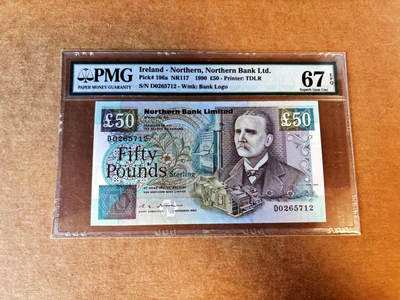 PMG
PAPER MONEY GUARANTY
Ireland - Northern, Northern Bank Ltd.
Pick# 196a NR117 1990 £50 - Printer: TDLR
S/N D0265712 - Wmk: Bank Logo
67 EPQ
Superb Gem Unc
Northern Bank Limited
£50
£50
D0265712
Fifty
Pounds
Sterling
D0265712